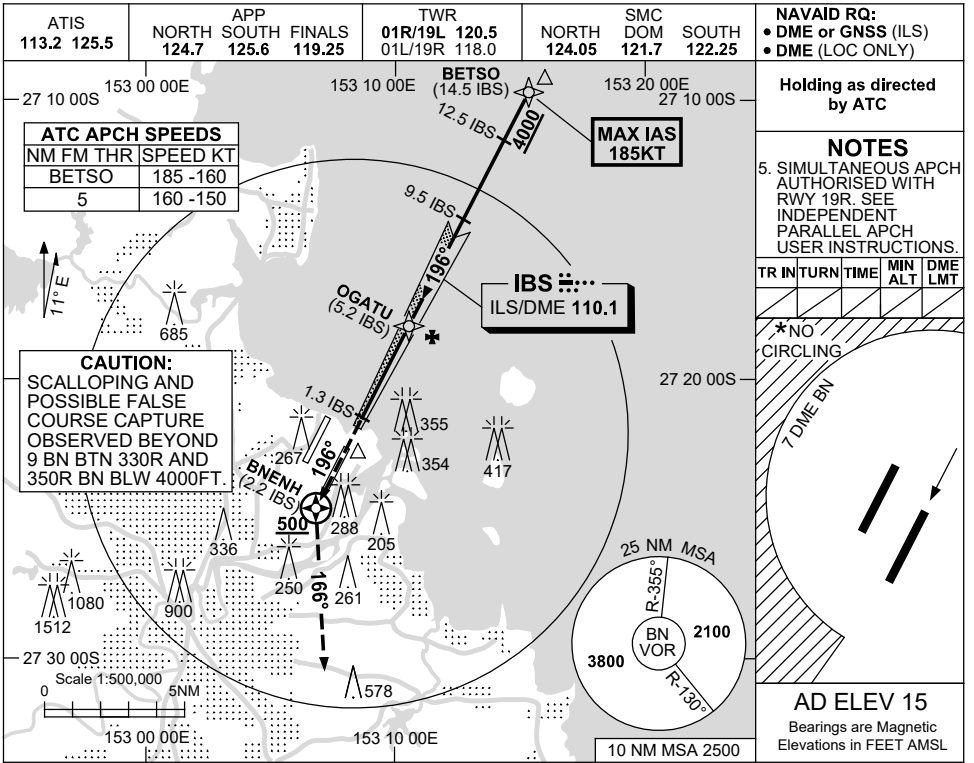 ATIS
113.2 125.5
APP
NORTH SOUTH FINALS
124.7 125.6 119.25
TWR
01R/19L 120.5
01L/19R 118.0
SMC
NORTH DOM SOUTH
124.05 121.7 122.25
NAVAID RQ:
• DME or GNSS (ILS)
• DME (LOC ONLY)
Holding as directed
by ATC
NOTES
5. SIMULTANEOUS APCH
AUTHORISED WITH
RWY 19R. SEE
INDEPENDENT
PARALLEL APCH
USER INSTRUCTIONS.
TR IN TURN TIME MIN ALT DME LMT
153 00 00E
153 10 00E
153 20 00E
27 10 00S
27 10 00S
BETSO
(14.5 IBS)
12.5 IBS
4000
MAX IAS
185KT
ATC APCH SPEEDS
NM FM THR SPEED KT
BETSO 185 -160
5 160 -150
9.5 IBS
196°
11° E
IBS
ILS/DME 110.1
OGATU
(5.2 IBS)
685
CAUTION:
SCALLOPING AND
POSSIBLE FALSE
COURSE CAPTURE
OBSERVED BEYOND
9 BN BTN 330R AND
350R BN BLW 4000FT.
27 20 00S
1.3 IBS
355
354
417
267
196°
BNENH
(2.2 IBS)
500
288
205
336
250
261
166°
1080
1512
900
578
27 30 00S
Scale 1:500,000
0 5NM
153 00 00E
153 10 00E
25 NM MSA
R-355°
BN
VOR
2100
3800
R-130°
10 NM MSA 2500
*NO
CIRCLING
7 DME BN
AD ELEV 15
Bearings are Magnetic
Elevations in FEET AMSL